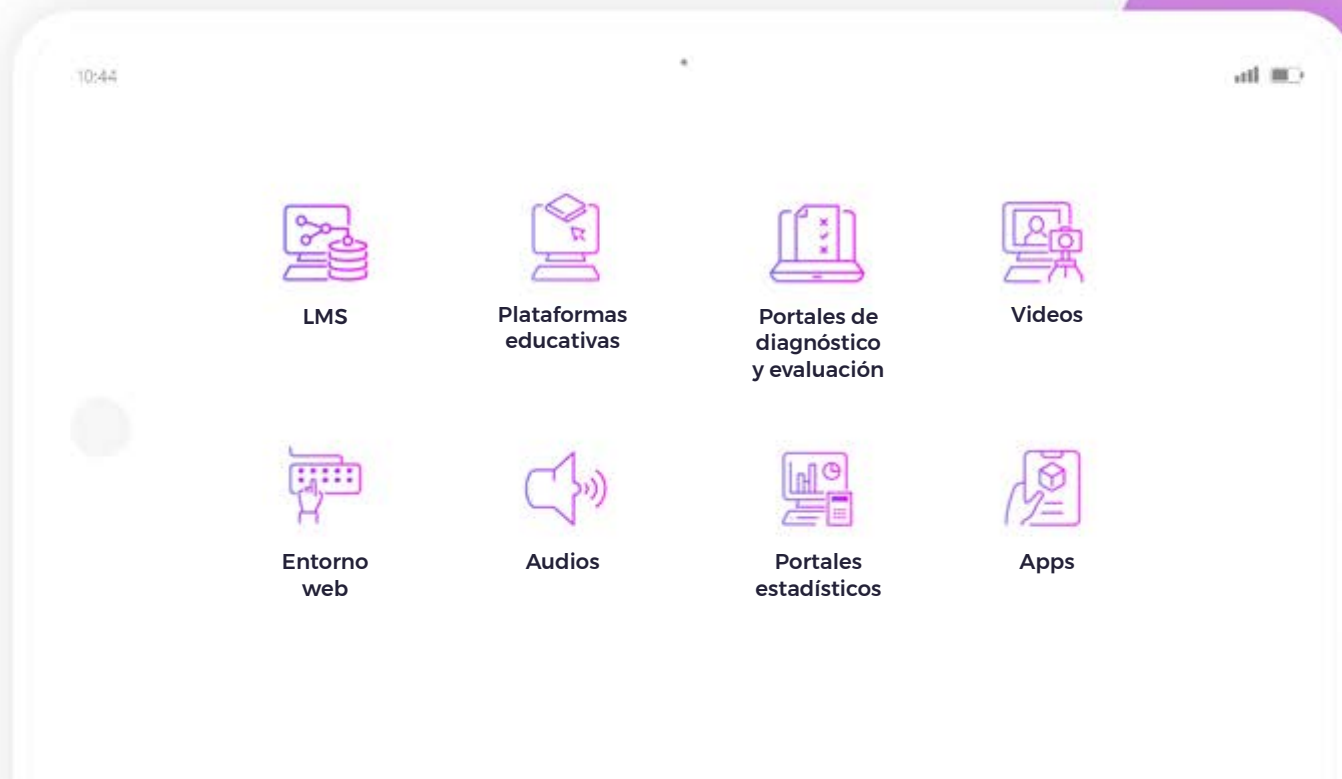 10:44
LMS
Plataformas
educativas
Portales de
diagnóstico
y evaluación
Videos
Entorno
web
Audios
Portales
estadísticos
Apps